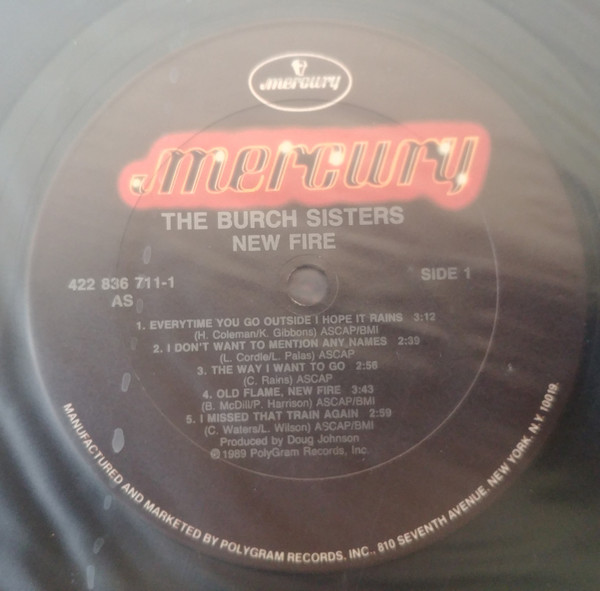 mercury
mercury
THE BURCH SISTERS
NEW FIRE
422 836 711-1
AS
SIDE 1
1. EVERYTIME YOU GO OUTSIDE I HOPE IT RAINS 3:12
(H. Coleman/K. Gibbons) ASCAP/BMI
2. I DON'T WANT TO MENTION ANY NAMES 2:39
(L. Cordle/L. Palas) ASCAP
3. THE WAY I WANT TO GO 2:56
(C. Rains) ASCAP
4. OLD FLAME, NEW FIRE 3:43
(B. McDill/P. Harrison) ASCAP/BMI
5. I MISSED THAT TRAIN AGAIN 2:59
(C. Waters/L. Wilson) ASCAP/BMI
Produced by Doug Johnson
℗1989 PolyGram Records, Inc.
MANUFACTURED AND MARKETED BY POLYGRAM RECORDS, INC., 810 SEVENTH AVENUE, NEW YORK, N.Y. 10019.